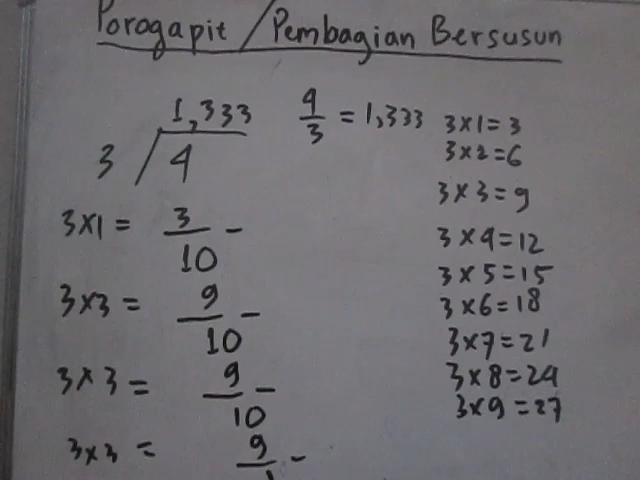 Porogapit / Pembagian Bersusun
1,333
3 / 4
4/3 = 1,333
3x1 = 3 -
10
3x3 = 9 -
10
3x3 = 9 -
10
3x3 = 9 -
1
3x1=3
3x2=6
3x3=9
3x4=12
3x5=15
3x6=18
3x7=21
3x8=24
3x9=27